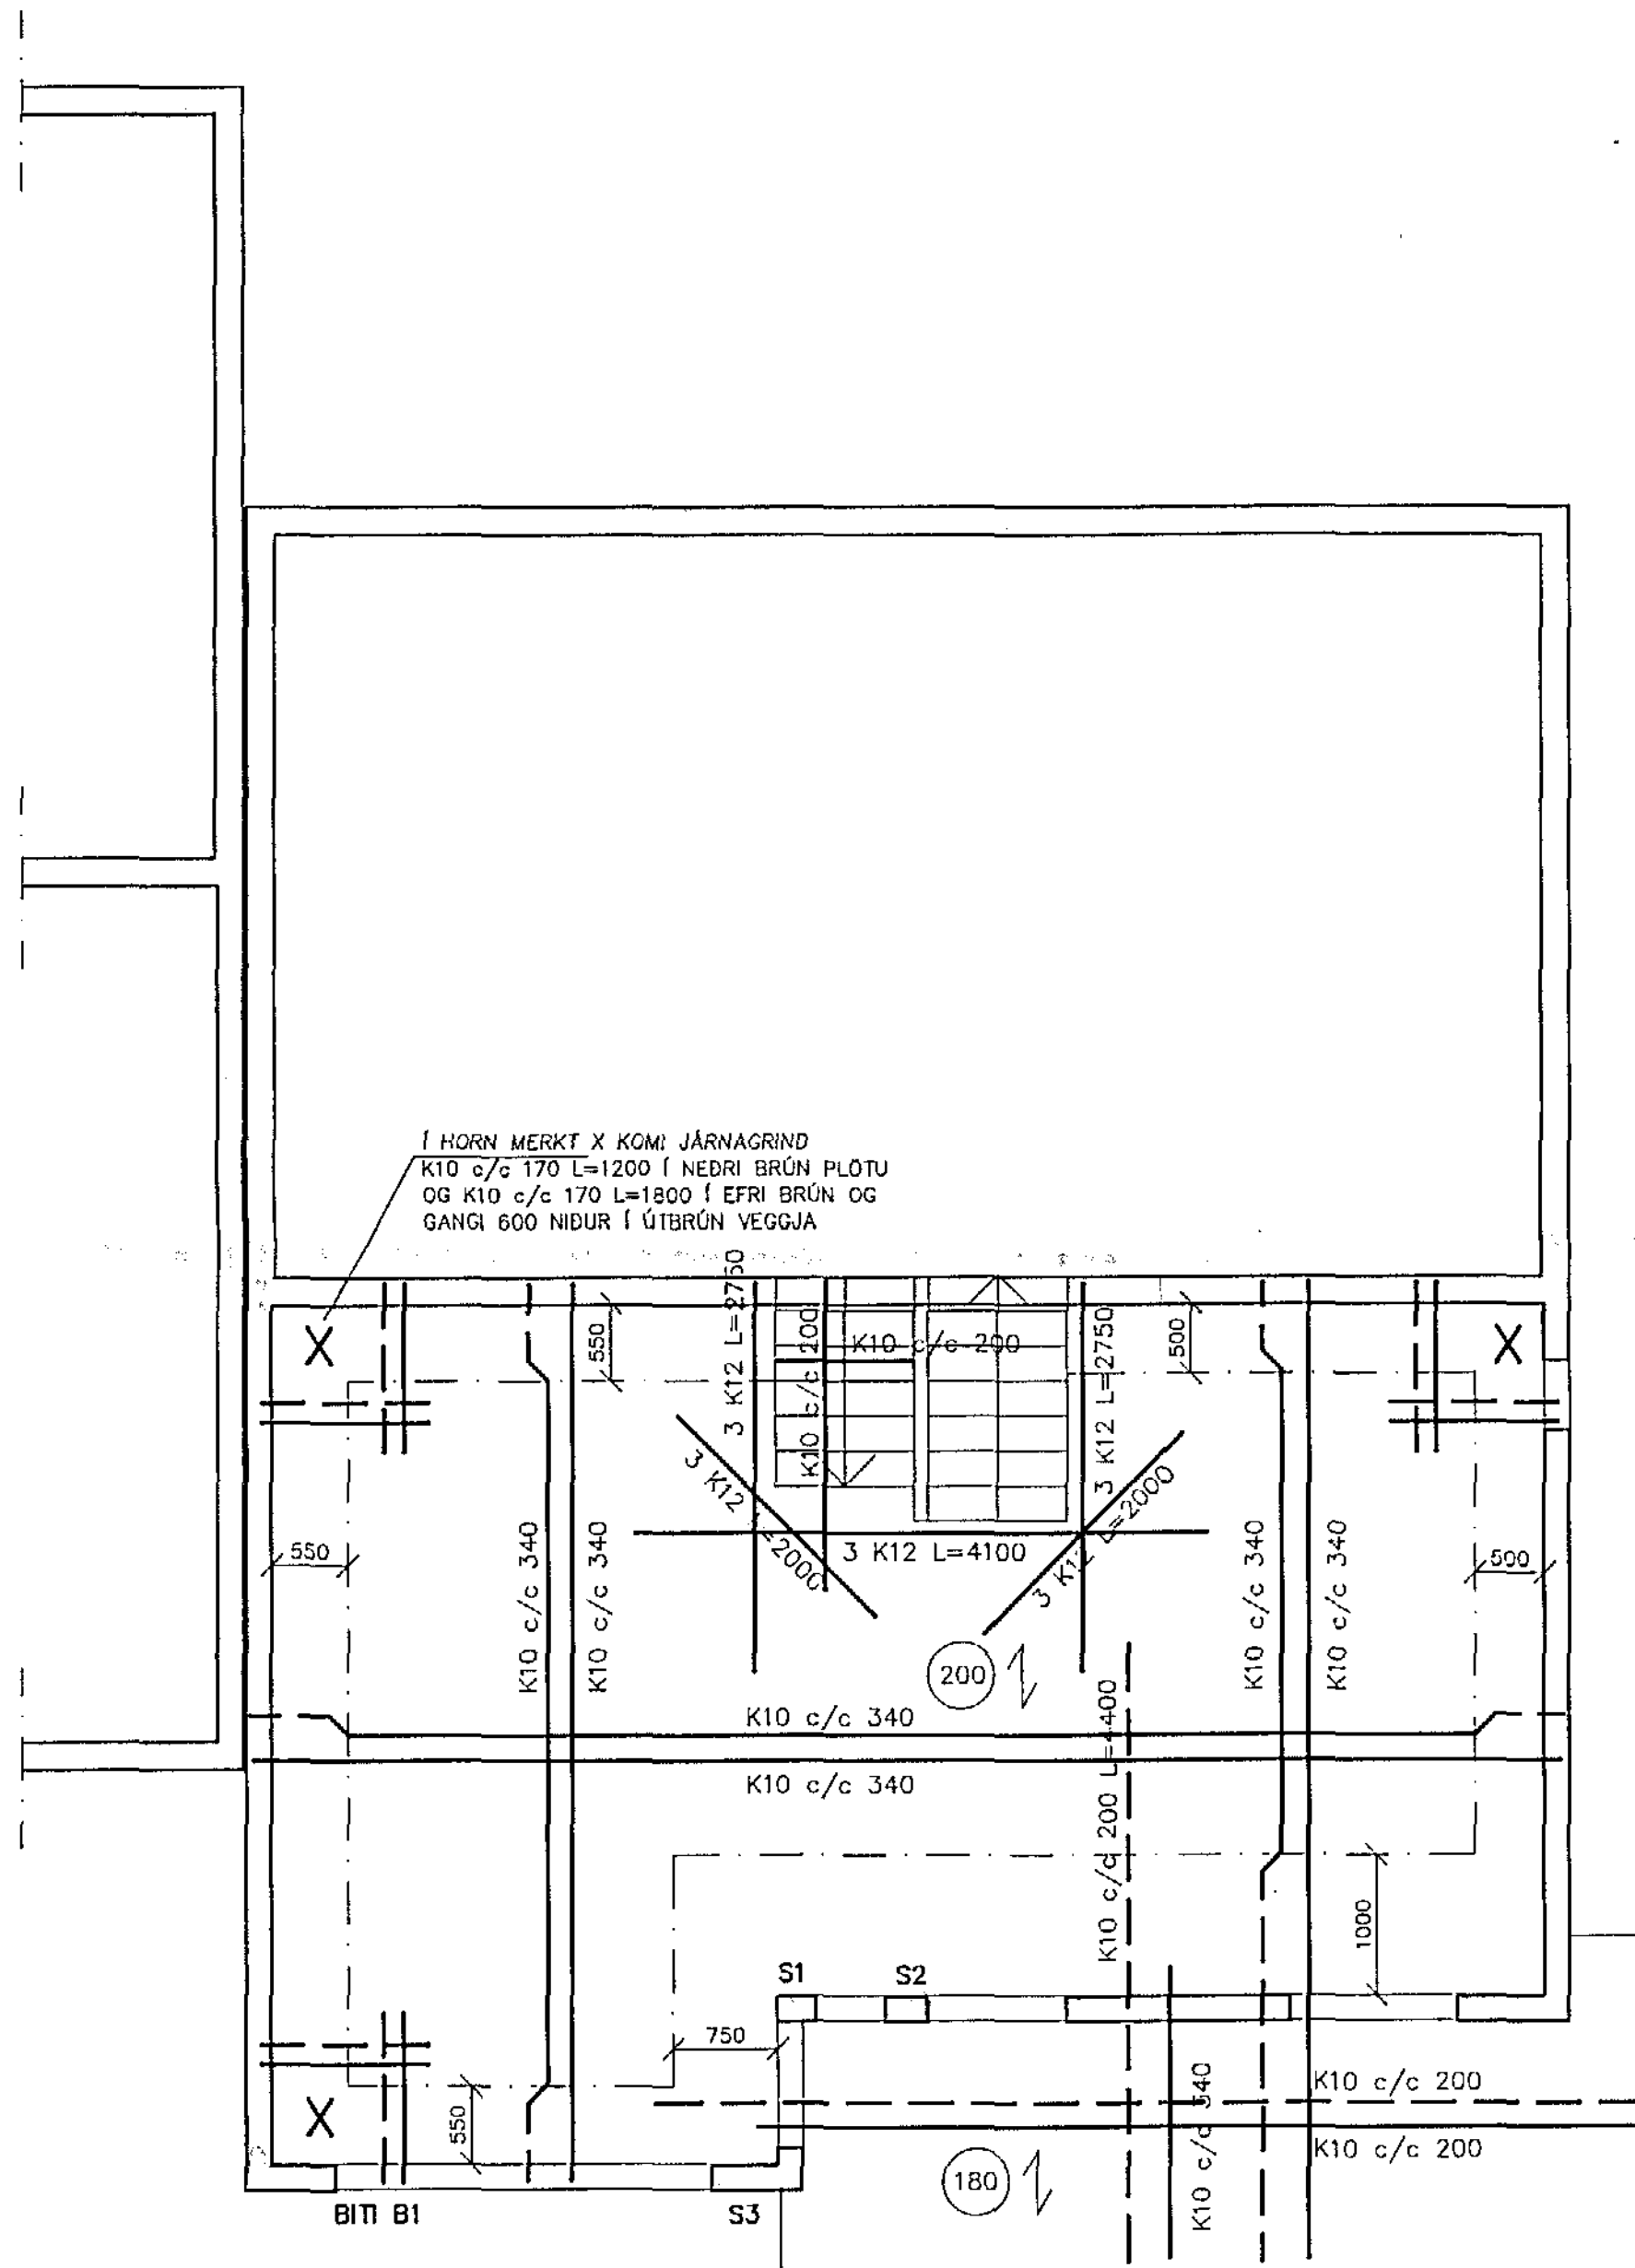 Í HORN MERKT X KOMI JÁRNAGRIND
K10 c/c 170 L=1200 Í NEÐRI BRÚN PLÖTU
OG K10 c/c 170 L=1800 Í EFRI BRÚN OG
GANGI 600 NIÐUR Í ÚTBRÚN VEGGJA
X
550
3 K12 L=2750
K10 c/c 200
K10 c/c 200
3 K12 L=2750
500
X
3 K12 L=2000
3 K12 L=2000
3 K12 L=4100
550
500
K10 c/c 340
K10 c/c 340
K10 c/c 340
K10 c/c 340
200
K10 c/c 340
K10 c/c 340
K10 c/c 200 L=4400
1000
S1
S2
750
X
550
K10 c/c 340
K10 c/c 200
K10 c/c 200
180
BITI B1
S3